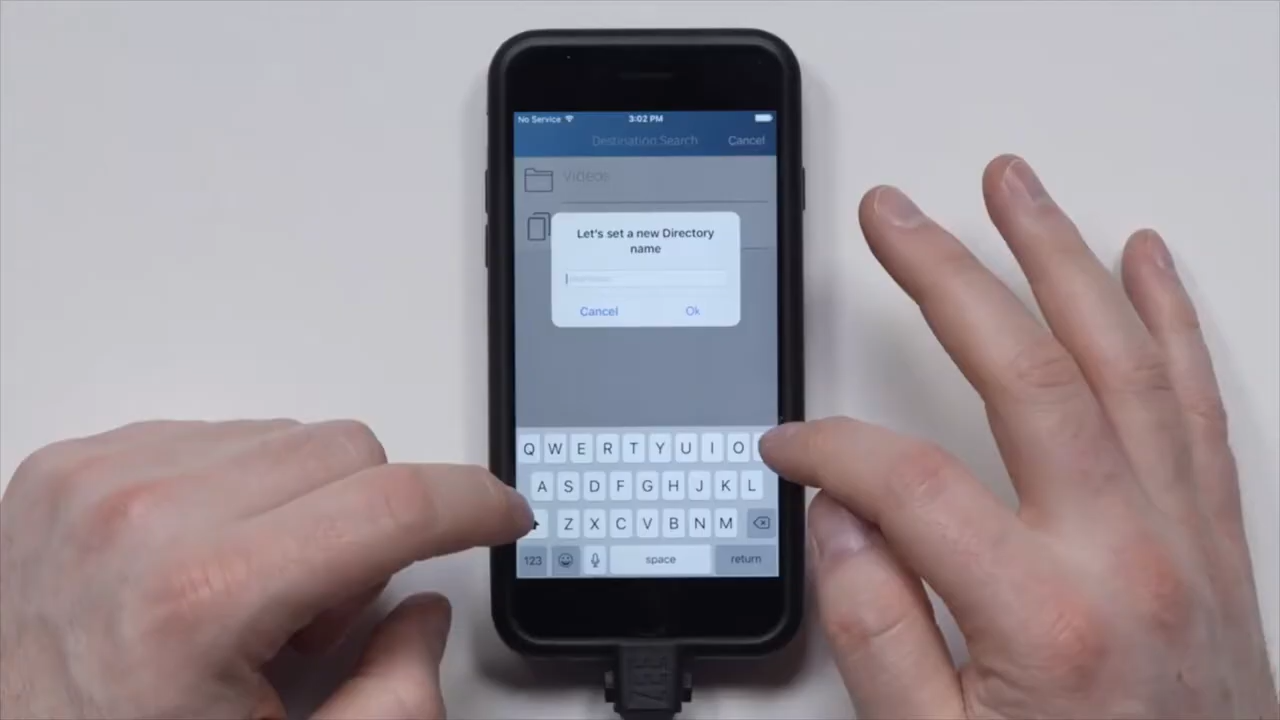 No Service
3:02 PM
Destination Search
Cancel
Videos
Let's set a new Directory
name
Cancel
Ok
Q W E R T Y U I O
A S D F G H J K L
Z X C V B N M
123
space
return